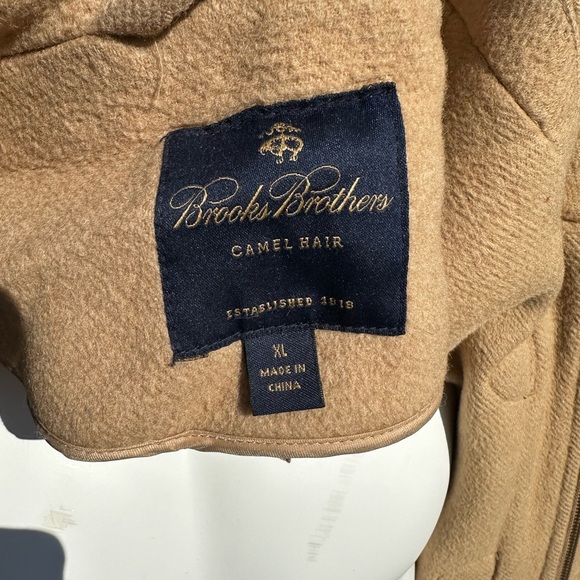 Brooks Brothers
CAMEL HAIR
ESTABLISHED 1818
XL
MADE IN
CHINA